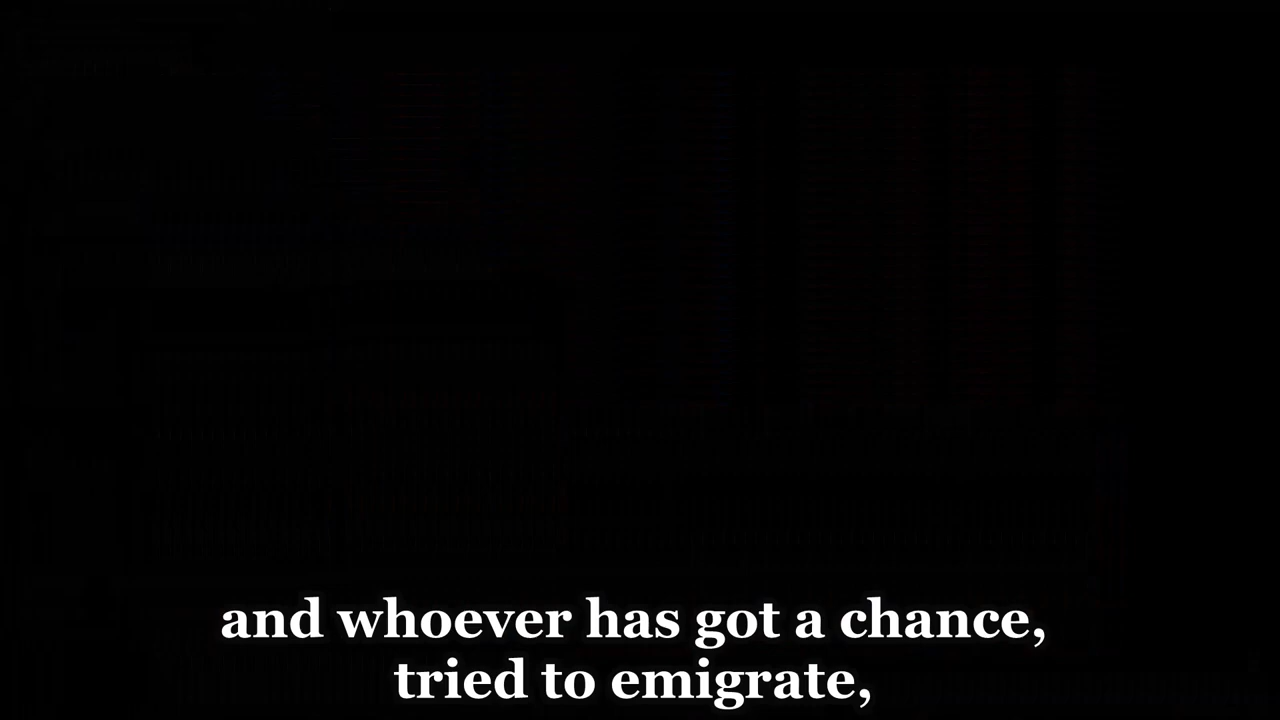 and whoever has got a chance,
tried to emigrate,